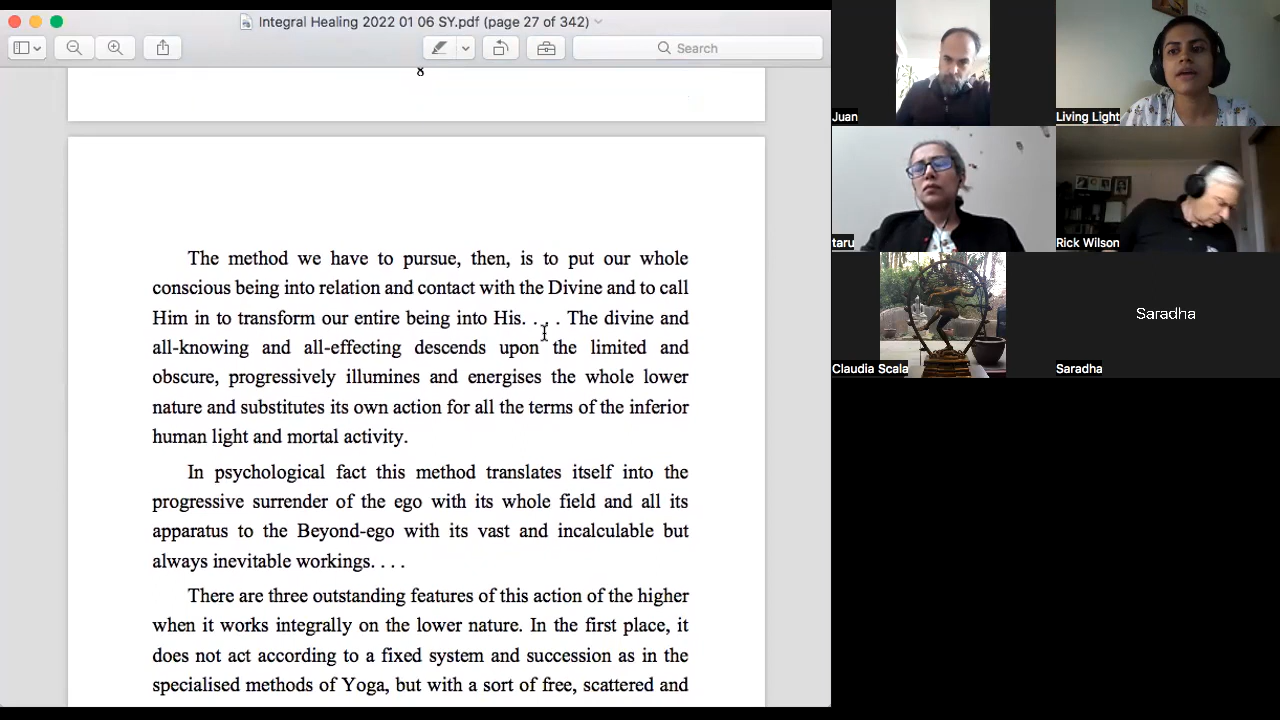 Integral Healing 2022 01 06 SY.pdf (page 27 of 342)
Search
8
The method we have to pursue, then, is to put our whole
conscious being into relation and contact with the Divine and to call
Him in to transform our entire being into His. . . . The divine and
all-knowing and all-effecting descends upon the limited and
obscure, progressively illumines and energises the whole lower
nature and substitutes its own action for all the terms of the inferior
human light and mortal activity.
In psychological fact this method translates itself into the
progressive surrender of the ego with its whole field and all its
apparatus to the Beyond-ego with its vast and incalculable but
always inevitable workings. . . .
There are three outstanding features of this action of the higher
when it works integrally on the lower nature. In the first place, it
does not act according to a fixed system and succession as in the
specialised methods of Yoga, but with a sort of free, scattered and
Juan
Living Light
taru
Rick Wilson
Claudia Scala
Saradha
Saradha